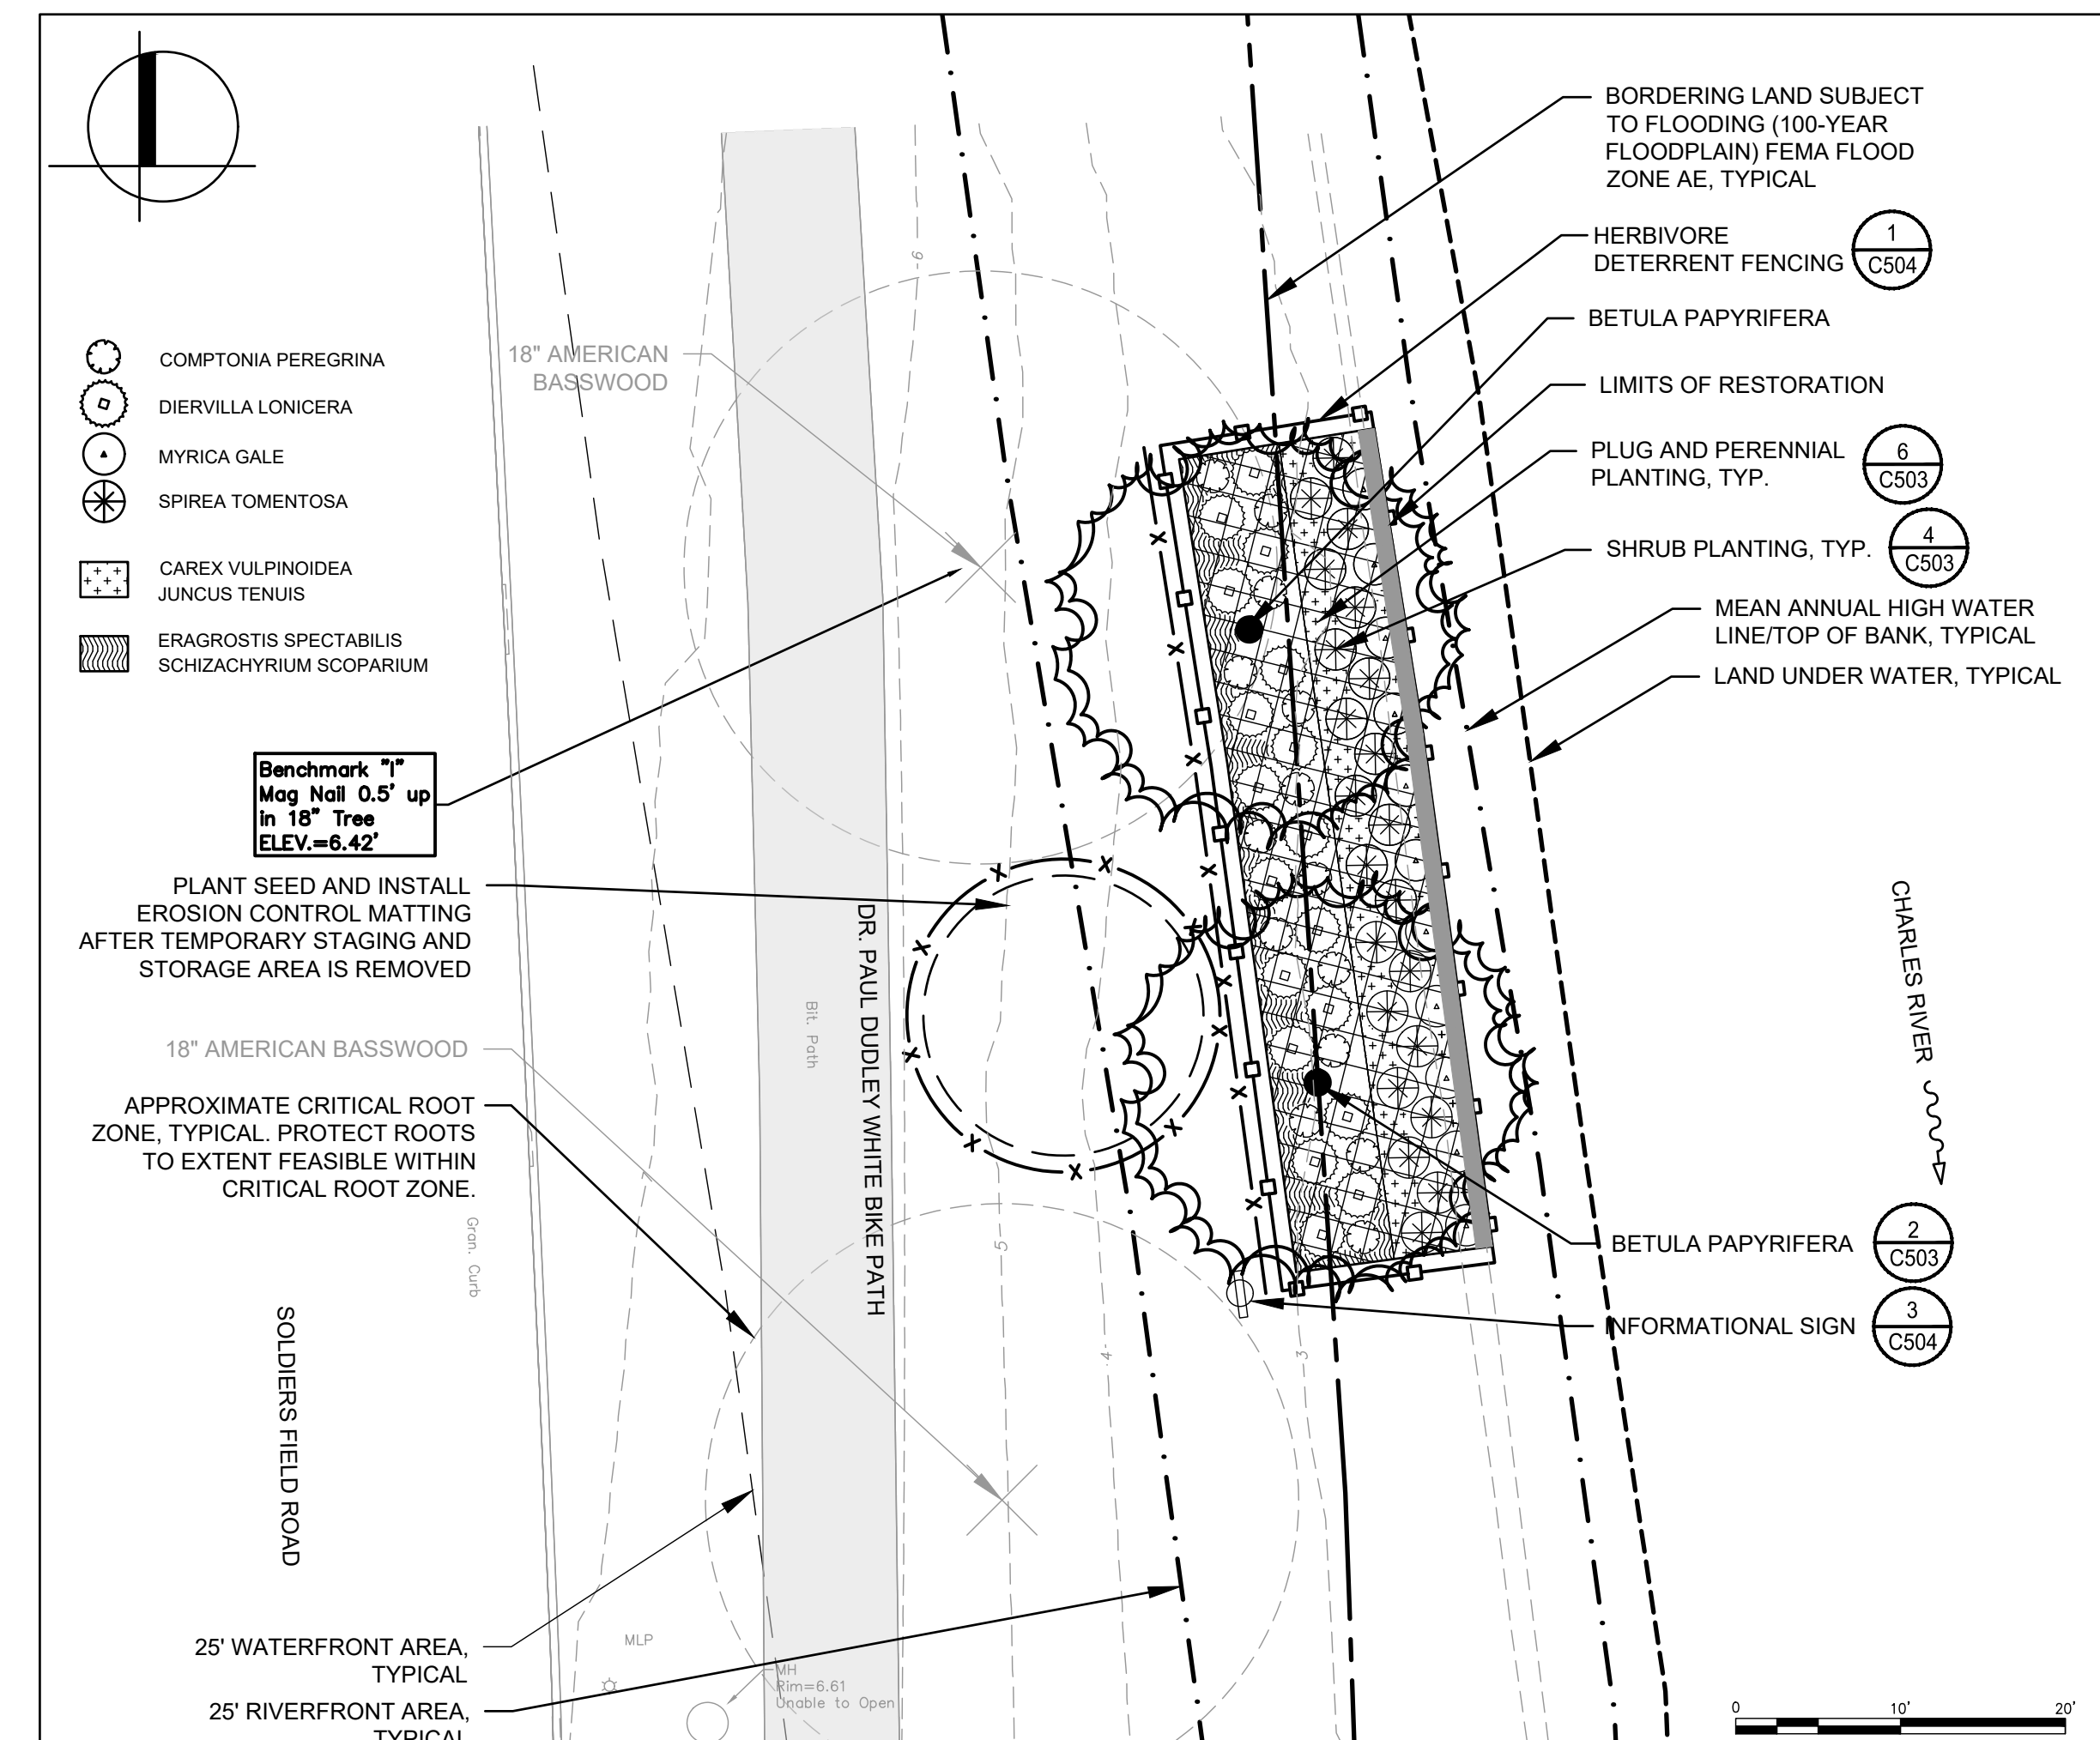 BORDERING LAND SUBJECT
TO FLOODING (100-YEAR
FLOODPLAIN) FEMA FLOOD
ZONE AE, TYPICAL
HERBIVORE
DETERRENT FENCING
1
C504
BETULA PAPYRIFERA
LIMITS OF RESTORATION
PLUG AND PERENNIAL
PLANTING, TYP.
6
C503
SHRUB PLANTING, TYP.
4
C503
MEAN ANNUAL HIGH WATER
LINE/TOP OF BANK, TYPICAL
LAND UNDER WATER, TYPICAL
COMPTONIA PEREGRINA
DIERVILLA LONICERA
MYRICA GALE
SPIREA TOMENTOSA
CAREX VULPINOIDEA
JUNCUS TENUIS
ERAGROSTIS SPECTABILIS
SCHIZACHYRIUM SCOPARIUM
18" AMERICAN
BASSWOOD
6
Benchmark "I"
Mag Nail 0.5' up
in 18" Tree
ELEV.=6.42'
PLANT SEED AND INSTALL
EROSION CONTROL MATTING
AFTER TEMPORARY STAGING AND
STORAGE AREA IS REMOVED
18" AMERICAN BASSWOOD
APPROXIMATE CRITICAL ROOT
ZONE, TYPICAL. PROTECT ROOTS
TO EXTENT FEASIBLE WITHIN
CRITICAL ROOT ZONE.
Gran. Curb
SOLDIERS FIELD ROAD
Bit. Path
DR. PAUL DUDLEY WHITE BIKE PATH
5
4
3
CHARLES RIVER
BETULA PAPYRIFERA
2
C503
INFORMATIONAL SIGN
3
C504
25' WATERFRONT AREA,
TYPICAL
25' RIVERFRONT AREA,
TYPICAL
MLP
MH
Rim=6.61
Unable to Open
0 10' 20'